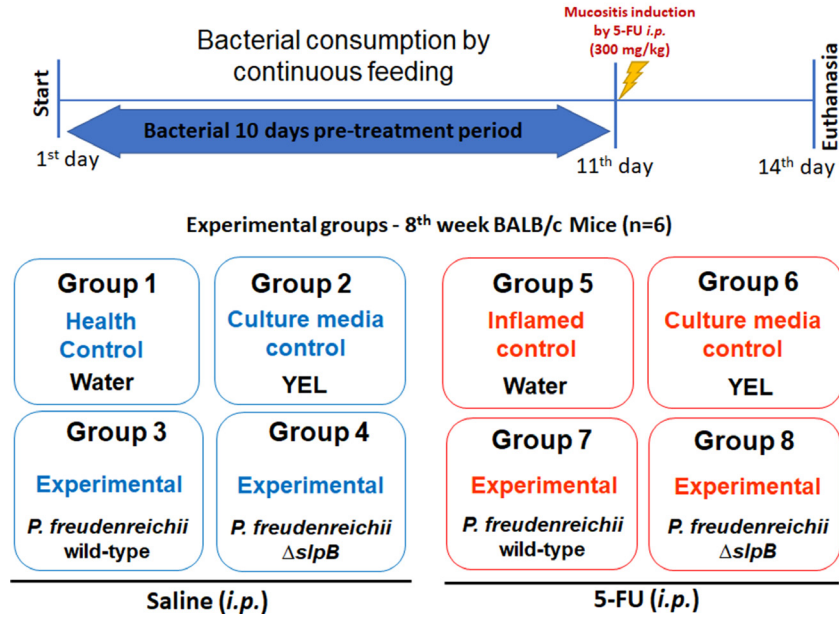 Mucositis induction
by 5-FU i.p.
(300 mg/kg)
Bacterial consumption by
continuous feeding
Start
Euthanasia
Bacterial 10 days pre-treatment period
1st day
11th day
14th day
Experimental groups - 8th week BALB/c Mice (n=6)
Group 1
Health
Control
Water
Group 2
Culture media
control
YEL
Group 5
Inflamed
control
Water
Group 6
Culture media
control
YEL
Group 3
Experimental
P. freudenreichii
wild-type
Group 4
Experimental
P. freudenreichii
ΔslpB
Group 7
Experimental
P. freudenreichii
wild-type
Group 8
Experimental
P. freudenreichii
ΔslpB
Saline (i.p.)
5-FU (i.p.)